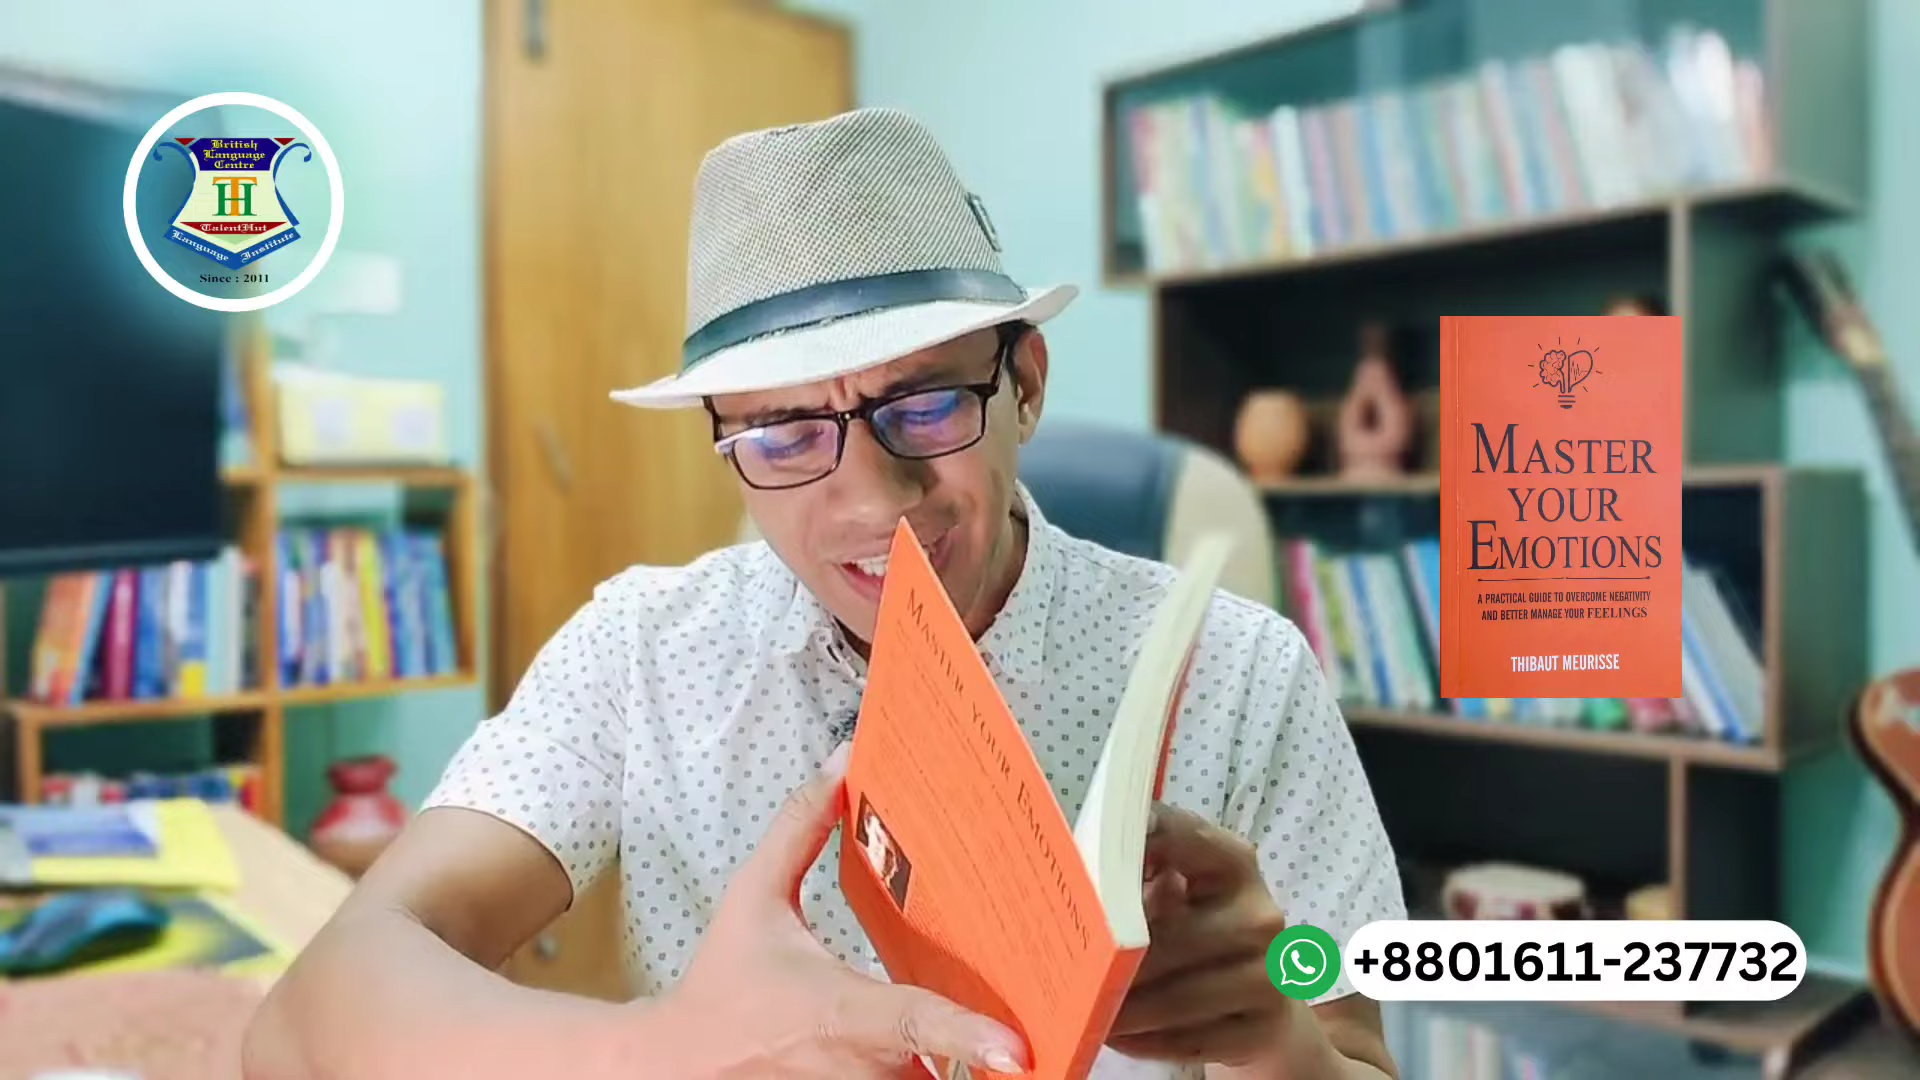 British
Language
Centre
TH
TalentHut
Language Institute
Since : 2011
MASTER
YOUR
EMOTIONS
A PRACTICAL GUIDE TO OVERCOME NEGATIVITY
AND BETTER MANAGE YOUR FEELINGS
THIBAUT MEURISSE
MASTER YOUR EMOTIONS
+8801611-237732